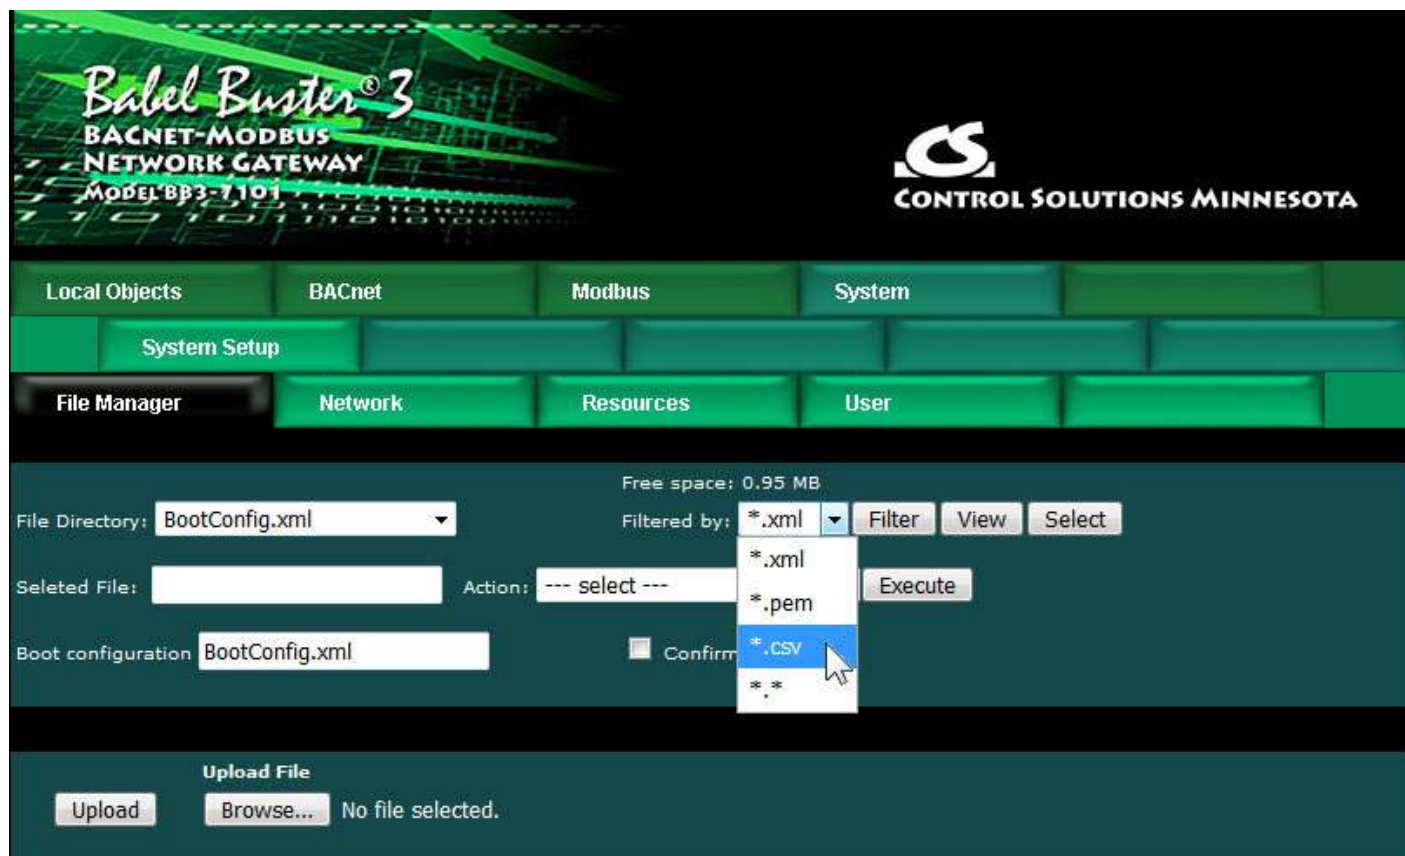 Babel Buster® 3
BACNET-MODBUS
NETWORK GATEWAY
MODEL BB3-7101
CS
CONTROL SOLUTIONS MINNESOTA
Local Objects BACnet Modbus System
System Setup
File Manager Network Resources User
Free space: 0.95 MB
File Directory: BootConfig.xml Filtered by: *.xml Filter View Select
*.xml
Seleted File: Action: --- select --- Execute
*.pem
Boot configuration BootConfig.xml Confirm *.csv
*.*
Upload File
Upload Browse... No file selected.